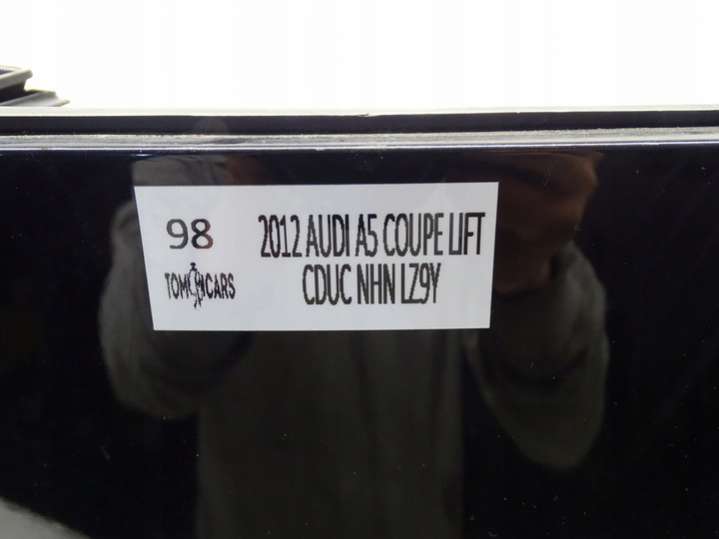 98
2012 AUDI A5 COUPE LIFT
CDUC NHN LZ9Y
TOM CARS